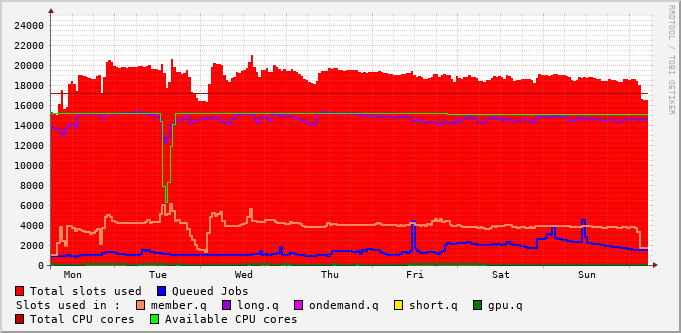 24000
22000
20000
18000
16000
14000
12000
10000
8000
6000
4000
2000
0
Mon Tue Wed Thu Fri Sat Sun
RRDTOOL / TOBI OETIKER
Total slots used Queued Jobs
Slots used in : member.q long.q ondemand.q short.q gpu.q
Total CPU cores Available CPU cores